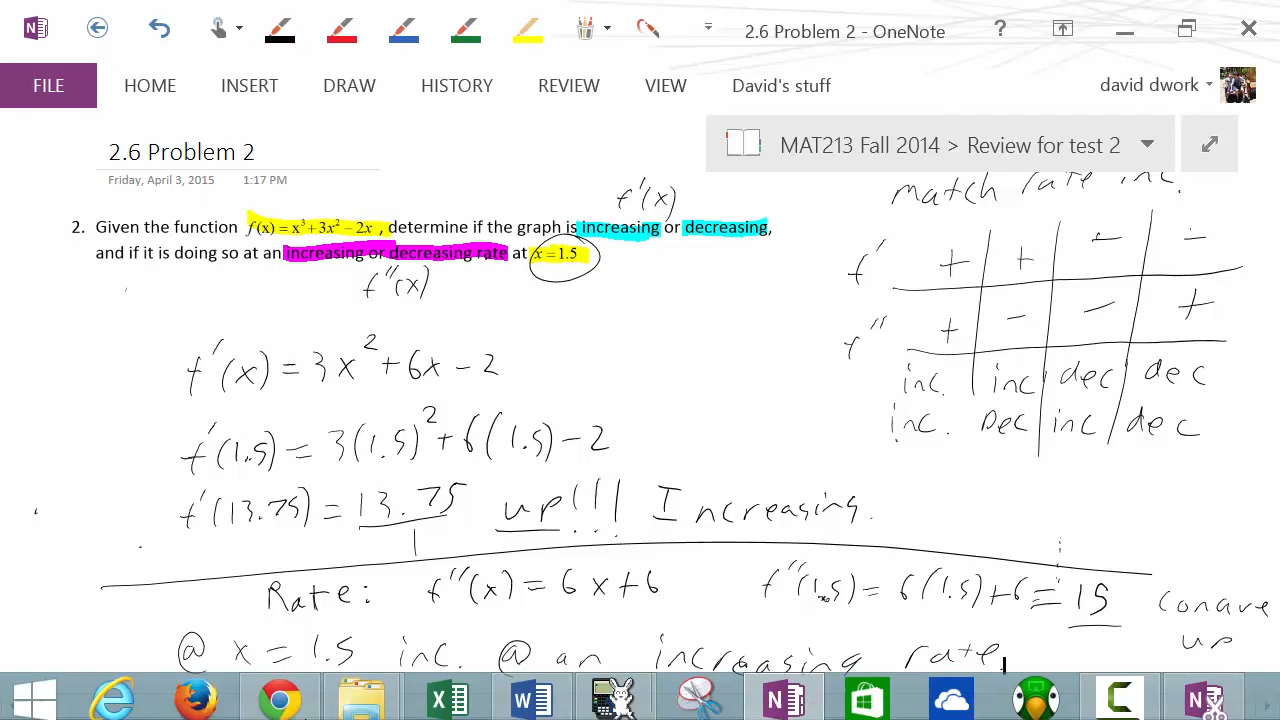 2.6 Problem 2 - OneNote
?
FILE HOME INSERT DRAW HISTORY REVIEW VIEW David's stuff
david dwork
2.6 Problem 2
Friday, April 3, 2015 1:17 PM
MAT213 Fall 2014 > Review for test 2
match rate inc.
f'(x)
2. Given the function f(x) = x³ + 3x² − 2x , determine if the graph is increasing or decreasing,
and if it is doing so at an increasing or decreasing rate at x = 1.5
f''(x)
f' + + − −
f'' + − − +
inc. inc dec dec
inc. Dec inc dec
f'(x) = 3x² + 6x − 2
f'(1.5) = 3(1.5)² + 6(1.5) − 2
f'(13.75) = 13.75 up!!! Increasing.
Rate: f''(x) = 6x + 6 f''(1.5) = 6(1.5) + 6 = 15 concave up
@ x = 1.5 inc. @ an increasing rate.